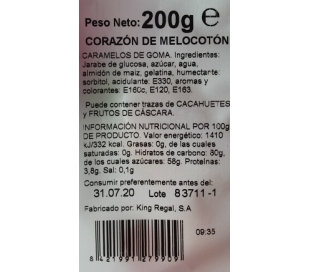 Peso Neto: 200g e
CORAZÓN DE MELOCOTÓN
CARAMELOS DE GOMA. Ingredientes:
Jarabe de glucosa, azúcar, agua,
almidón de maiz, gelatina, humectante:
sorbitol, acidulante: E330, aromas y
colorantes: E160c, E120, E163.
Puede contener trazas de CACAHUETES
y FRUTOS DE CÁSCARA.
INFORMACIÓN NUTRICIONAL POR 100g
DE PRODUCTO. Valor energético: 1410
kJ/332 kcal. Grasas: 0g, de las cuales
saturadas: 0g. Hidratos de carbono: 80g,
de los cuales azúcares: 58g. Proteínas:
3,8g. Sal: 0,1g
Consumir preferentemente antes del:
31.07.20 Lote 83711-1
Fabricado por: King Regal, S.A
09:35
8 421991 279909